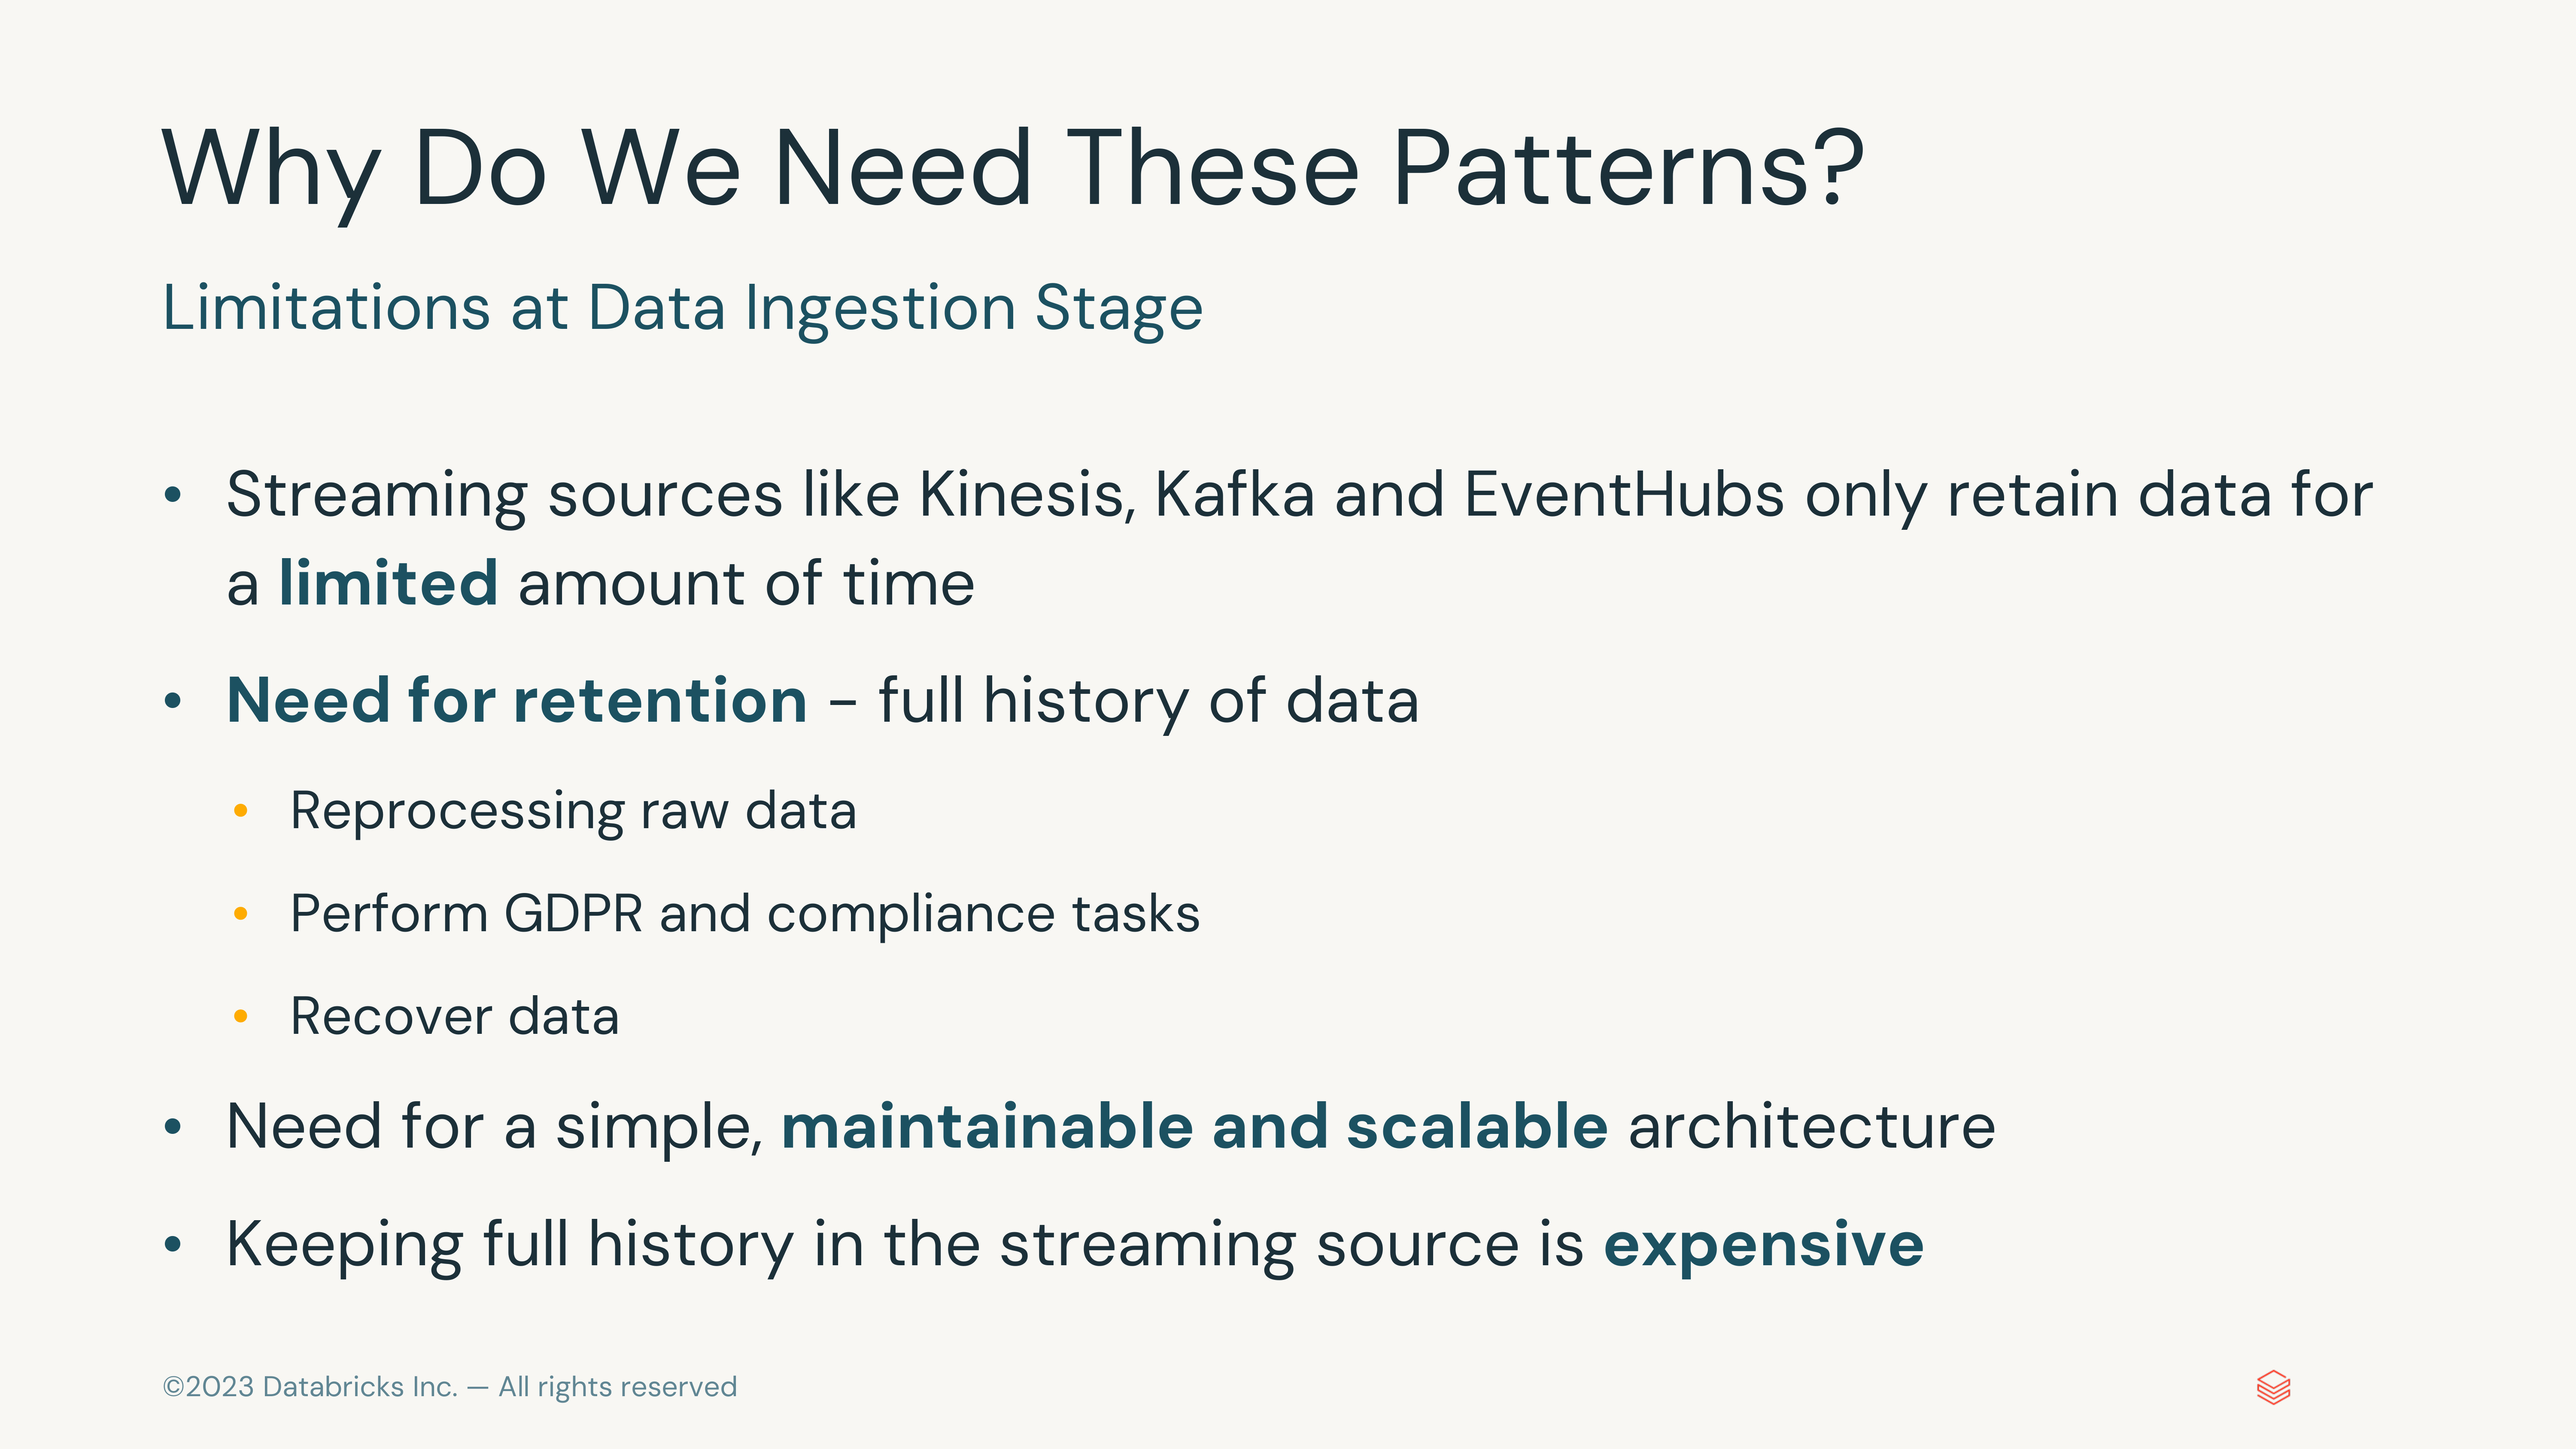 Why Do We Need These Patterns?
Limitations at Data Ingestion Stage
• Streaming sources like Kinesis, Kafka and EventHubs only retain data for
a limited amount of time
• Need for retention - full history of data
• Reprocessing raw data
• Perform GDPR and compliance tasks
• Recover data
• Need for a simple, maintainable and scalable architecture
• Keeping full history in the streaming source is expensive
©2023 Databricks Inc. — All rights reserved